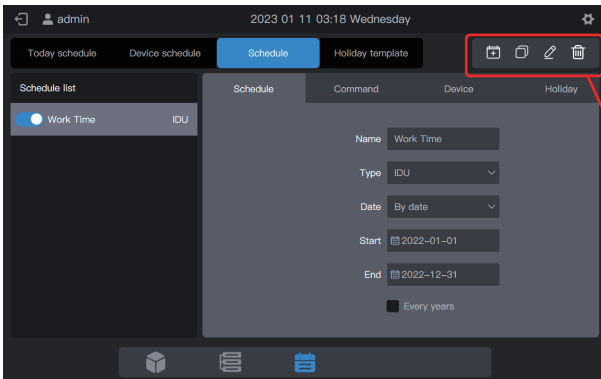 admin 2023 01 11 03:18 Wednesday
Today schedule Device schedule Schedule Holiday template
Schedule list Schedule Command Device Holiday
Work Time IDU
Name Work Time
Type IDU
Date By date
Start 2022-01-01
End 2022-12-31
Every years